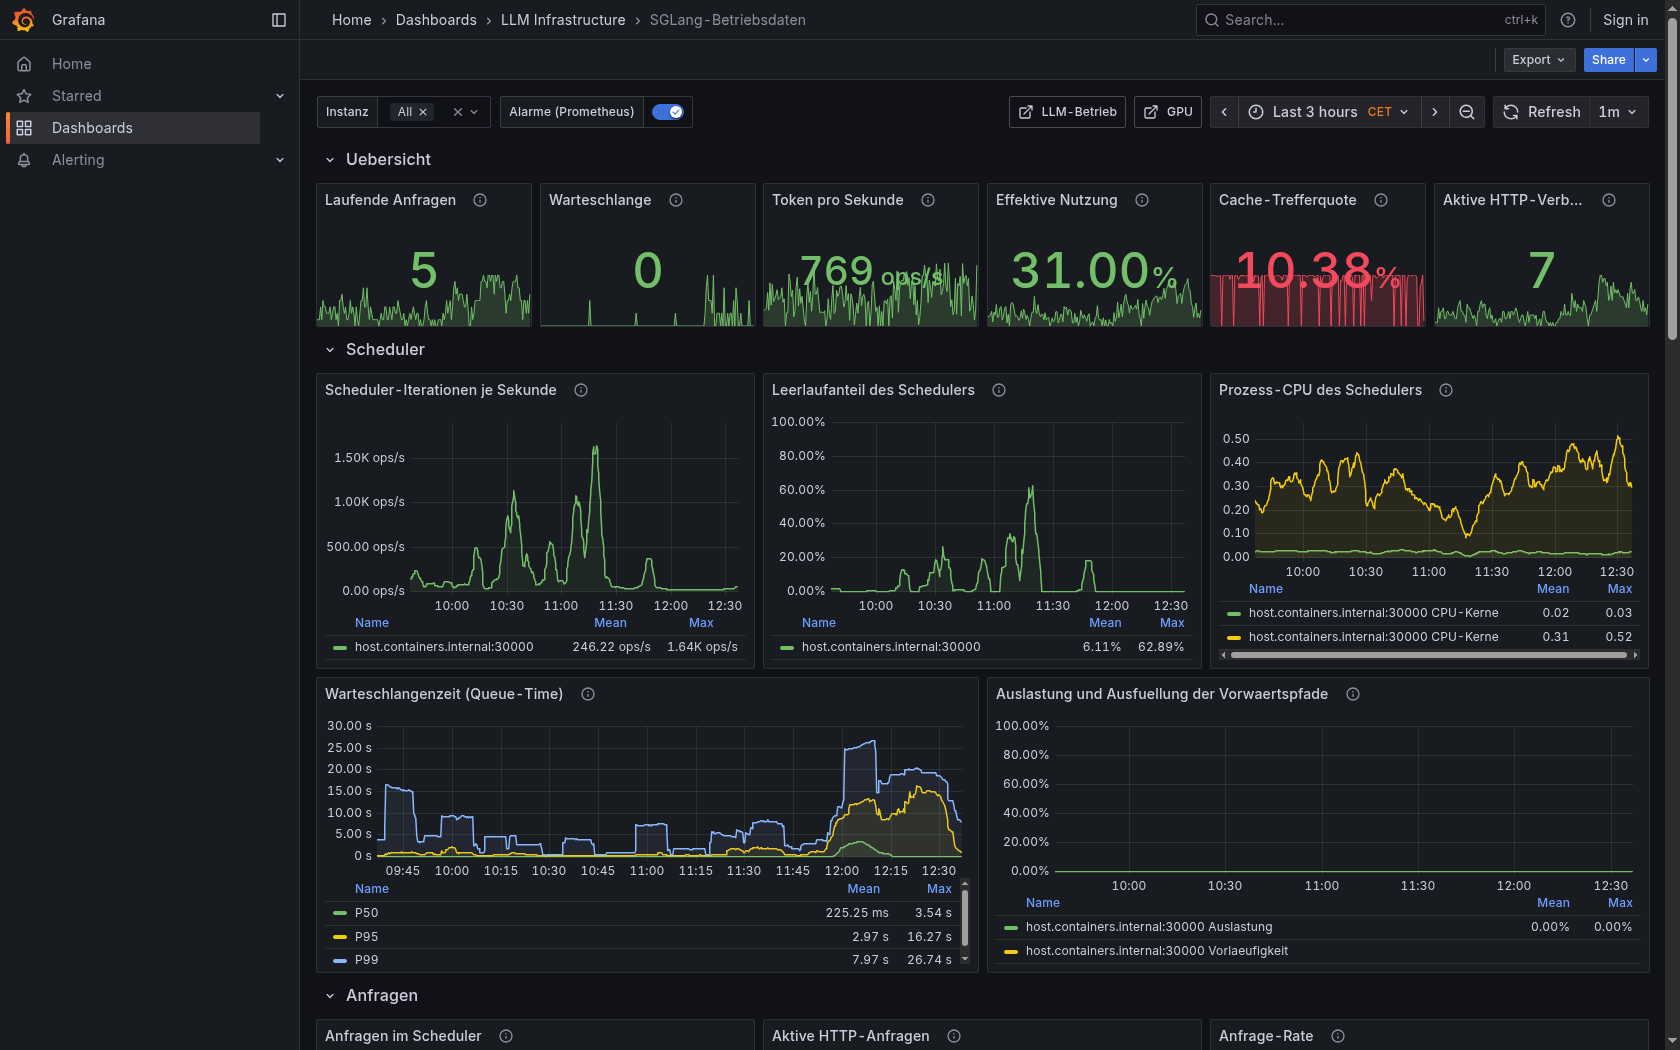 Grafana
Home
Starred
Dashboards
Alerting
Home › Dashboards › LLM Infrastructure › SGLang-Betriebsdaten
Search... ctrl+k
Sign in
Export
Share
Instanz All
Alarme (Prometheus)
LLM-Betrieb
GPU
Last 3 hours CET
Refresh 1m
Uebersicht
Laufende Anfragen
5
Warteschlange
0
Token pro Sekunde
769 ops/s
Effektive Nutzung
31.00%
Cache-Trefferquote
10.38%
Aktive HTTP-Verb...
7
Scheduler
Scheduler-Iterationen je Sekunde
1.50K ops/s
1.00K ops/s
500.00 ops/s
0.00 ops/s
10:00 10:30 11:00 11:30 12:00 12:30
Name Mean Max
host.containers.internal:30000 246.22 ops/s 1.64K ops/s
Leerlaufanteil des Schedulers
100.00%
80.00%
60.00%
40.00%
20.00%
0.00%
10:00 10:30 11:00 11:30 12:00 12:30
Name Mean Max
host.containers.internal:30000 6.11% 62.89%
Prozess-CPU des Schedulers
0.50
0.40
0.30
0.20
0.10
0.00
10:00 10:30 11:00 11:30 12:00 12:30
Name Mean Max
host.containers.internal:30000 CPU-Kerne 0.02 0.03
host.containers.internal:30000 CPU-Kerne 0.31 0.52
Warteschlangenzeit (Queue-Time)
30.00 s
25.00 s
20.00 s
15.00 s
10.00 s
5.00 s
0 s
09:45 10:00 10:15 10:30 10:45 11:00 11:15 11:30 11:45 12:00 12:15 12:30
Name Mean Max
P50 225.25 ms 3.54 s
P95 2.97 s 16.27 s
P99 7.97 s 26.74 s
Auslastung und Ausfuellung der Vorwaertspfade
100.00%
80.00%
60.00%
40.00%
20.00%
0.00%
10:00 10:30 11:00 11:30 12:00 12:30
Name Mean Max
host.containers.internal:30000 Auslastung 0.00% 0.00%
host.containers.internal:30000 Vorlaeufigkeit
Anfragen
Anfragen im Scheduler
Aktive HTTP-Anfragen
Anfrage-Rate